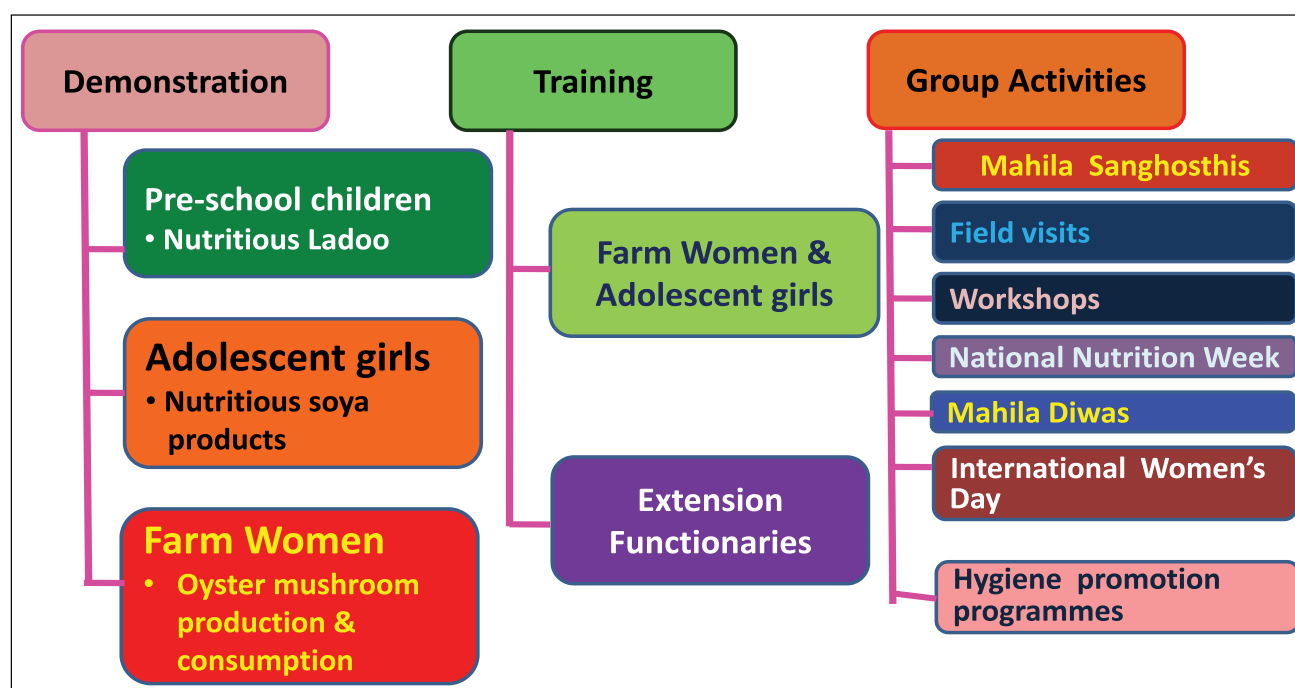 Demonstration
Pre-school children
• Nutritious Ladoo
Adolescent girls
• Nutritious soya
products
Farm Women
• Oyster mushroom
production &
consumption
Training
Farm Women &
Adolescent girls
Extension
Functionaries
Group Activities
Mahila Sanghosthis
Field visits
Workshops
National Nutrition Week
Mahila Diwas
International Women's
Day
Hygiene promotion
programmes